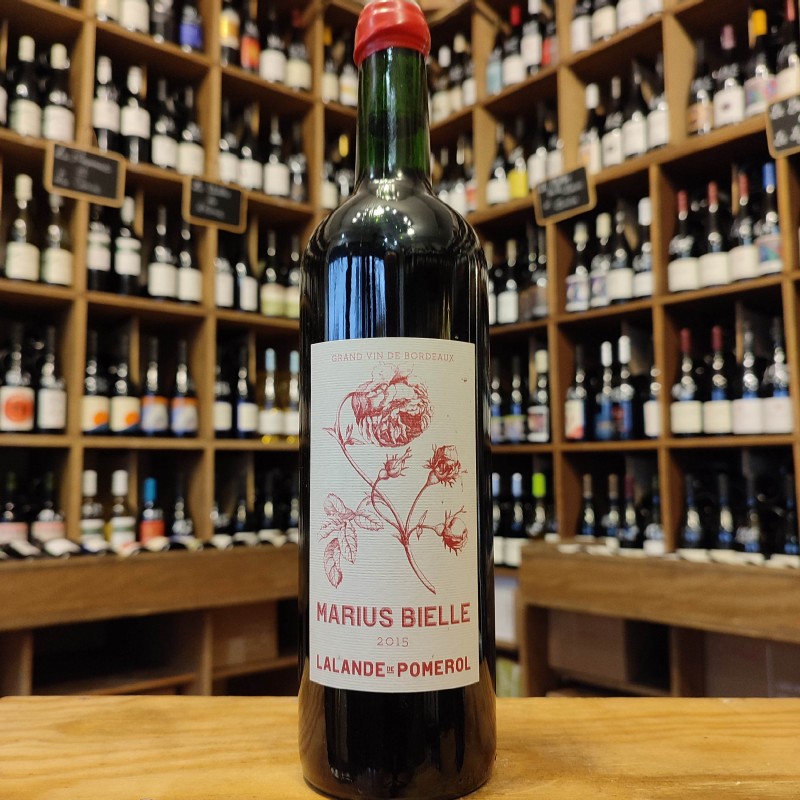 GRAND VIN DE BORDEAUX
MARIUS BIELLE
2015
LALANDE DE POMEROL